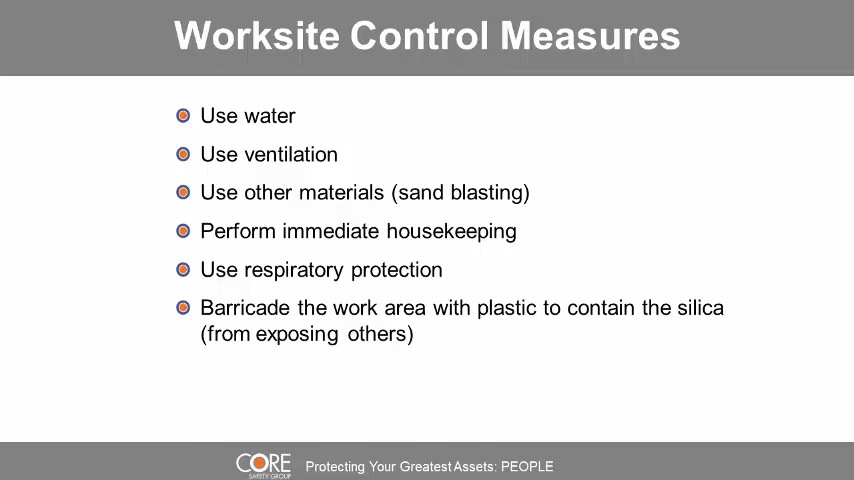 Worksite Control Measures
Use water
Use ventilation
Use other materials (sand blasting)
Perform immediate housekeeping
Use respiratory protection
Barricade the work area with plastic to contain the silica
(from exposing others)
CORE
SAFETY GROUP
Protecting Your Greatest Assets: PEOPLE